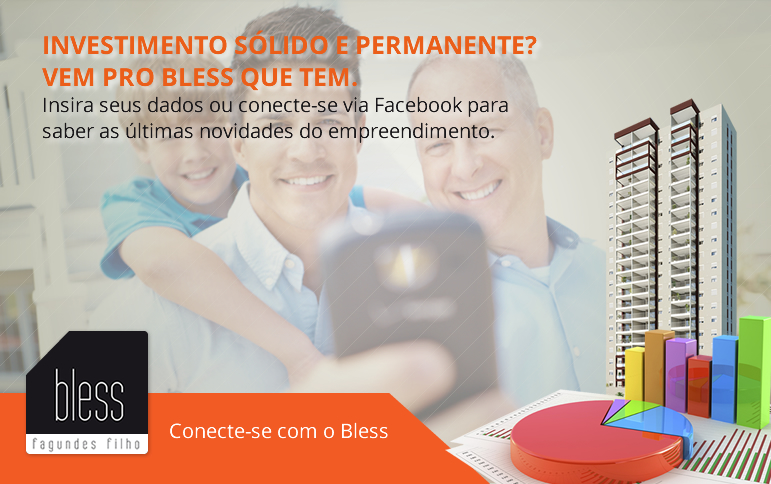 INVESTIMENTO SÓLIDO E PERMANENTE?
VEM PRO BLESS QUE TEM.
Insira seus dados ou conecte-se via Facebook para
saber as últimas novidades do empreendimento.
bless
fagundes filho
Conecte-se com o Bless